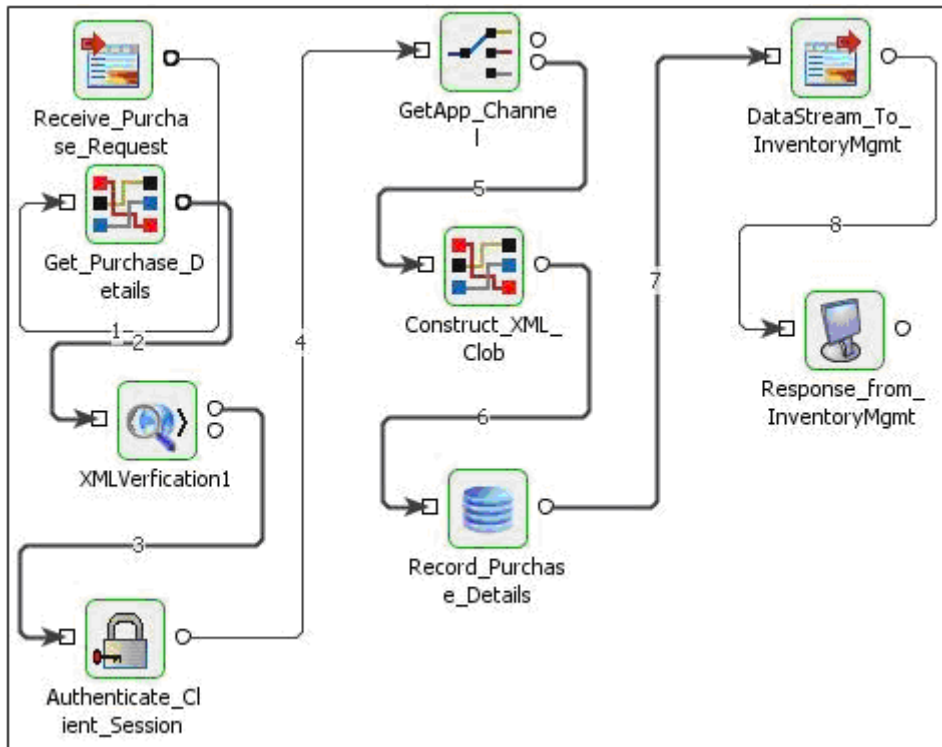 Receive_Purcha
se_Request
Get_Purchase_D
etails
1
2
XMLVerfication1
3
Authenticate_Cl
ient_Session
4
GetApp_Channe
l
5
Construct_XML_
Clob
6
Record_Purchas
e_Details
7
DataStream_To_
InventoryMgmt
8
Response_from_
InventoryMgmt